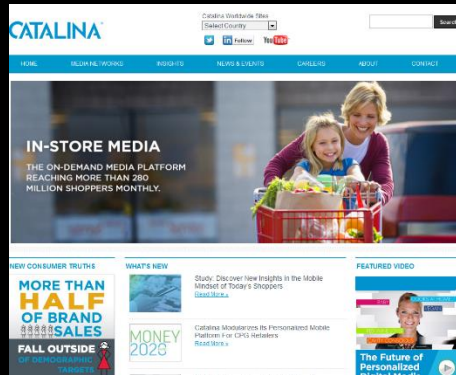 CATALINA
Catalina Worldwide Sites
Select Country
Follow
YouTube
Search
HOME
MEDIA NETWORKS
INSIGHTS
NEWS & EVENTS
CAREERS
ABOUT
CONTACT
IN-STORE MEDIA
THE ON-DEMAND MEDIA PLATFORM
REACHING MORE THAN 280
MILLION SHOPPERS MONTHLY.
NEW CONSUMER TRUTHS
MORE THAN
HALF
OF BRAND
SALES
FALL OUTSIDE
OF DEMOGRAPHIC
TARGETS
WHAT'S NEW
Study: Discover New Insights in the Mobile
Mindset of Today's Shoppers
Read More »
MONEY
2028
Catalina Modularizes Its Personalized Mobile
Platform For CPG Retailers
Read More »
FEATURED VIDEO
The Future of
Personalized
Digital Media